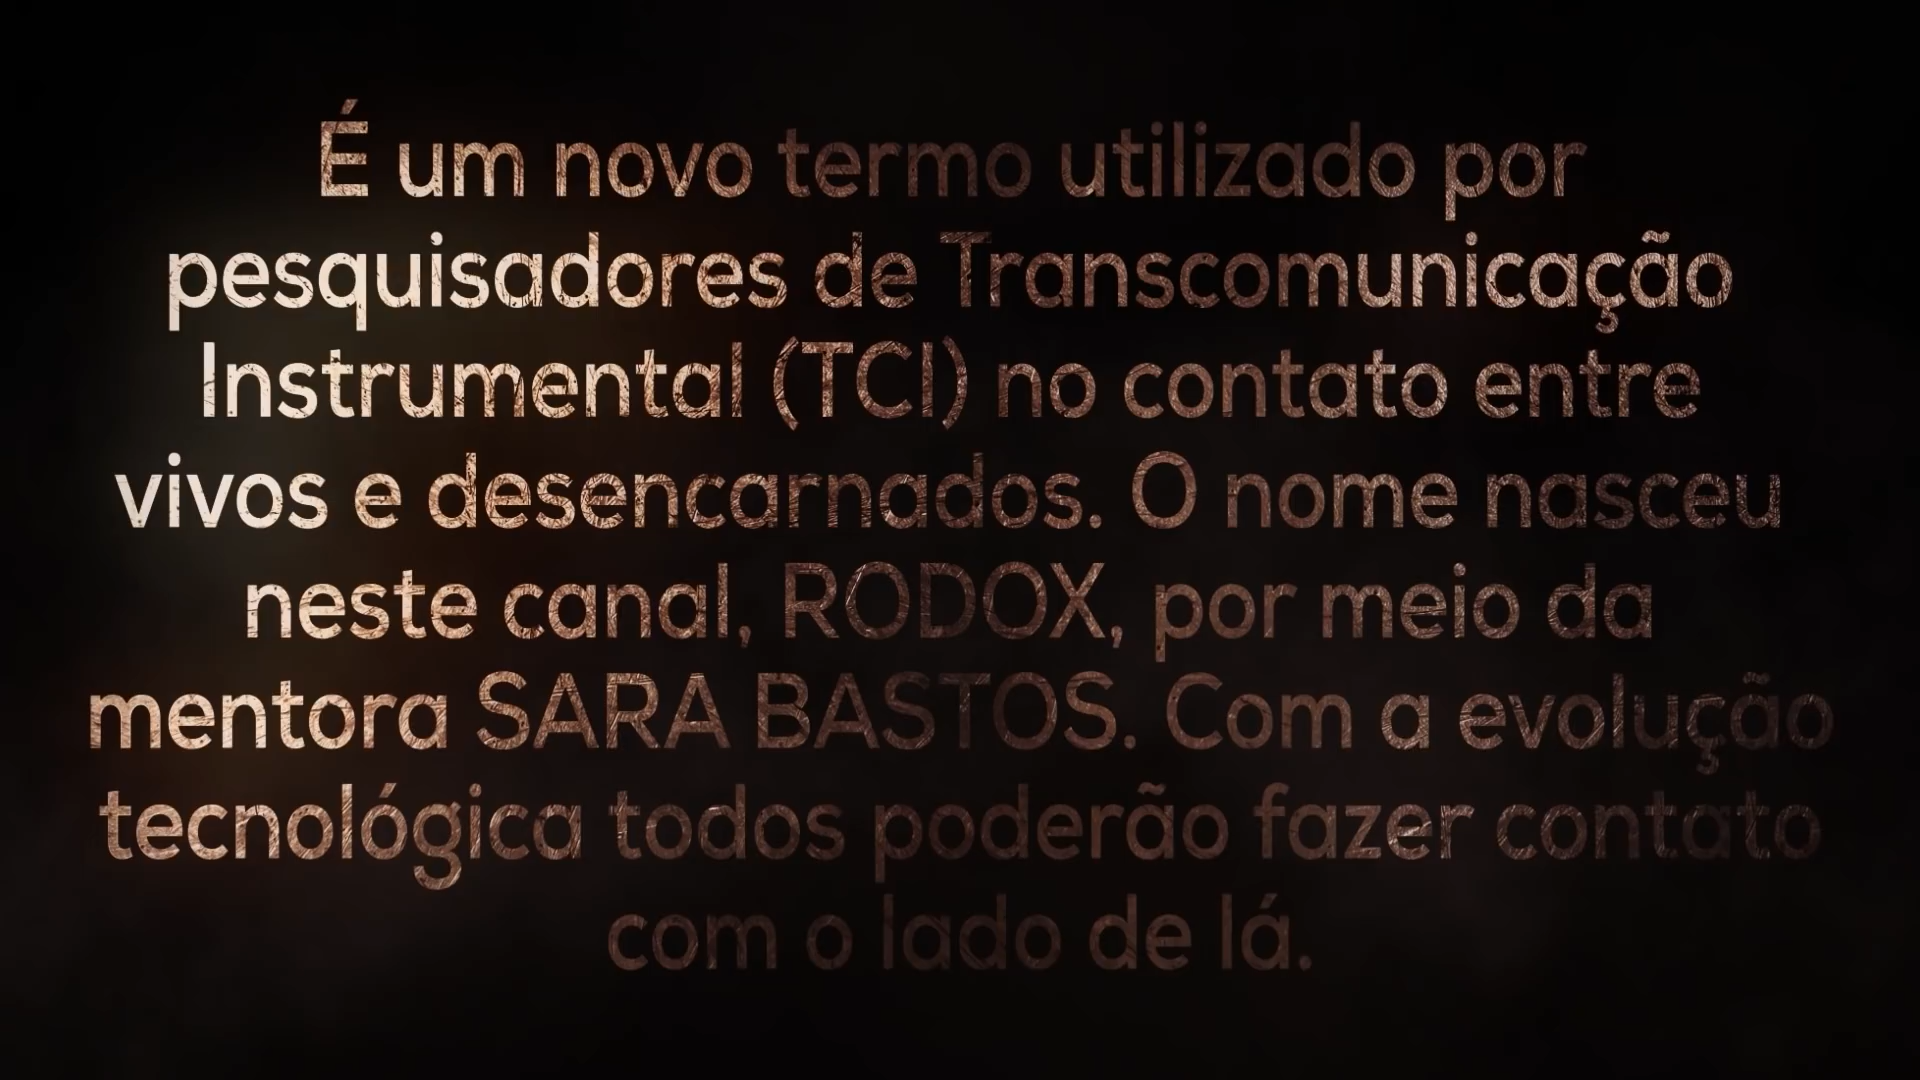 É um novo termo utilizado por
pesquisadores de Transcomunicação
Instrumental (TCI) no contato entre
vivos e desencarnados. O nome nasceu
neste canal, RODOX, por meio da
mentora SARA BASTOS. Com a evolução
tecnológica todos poderão fazer contato
com o lado de lá.